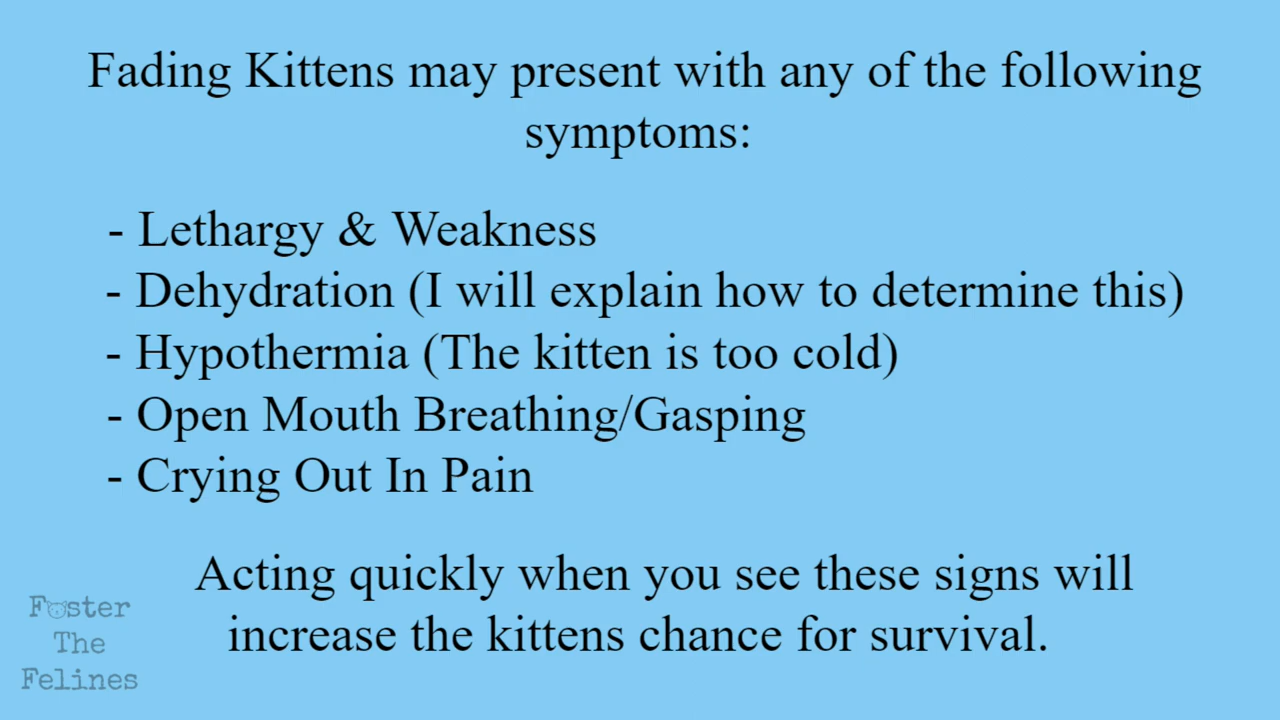 Fading Kittens may present with any of the following
symptoms:
- Lethargy & Weakness
- Dehydration (I will explain how to determine this)
- Hypothermia (The kitten is too cold)
- Open Mouth Breathing/Gasping
- Crying Out In Pain
Acting quickly when you see these signs will
increase the kittens chance for survival.
Foster
The
Felines